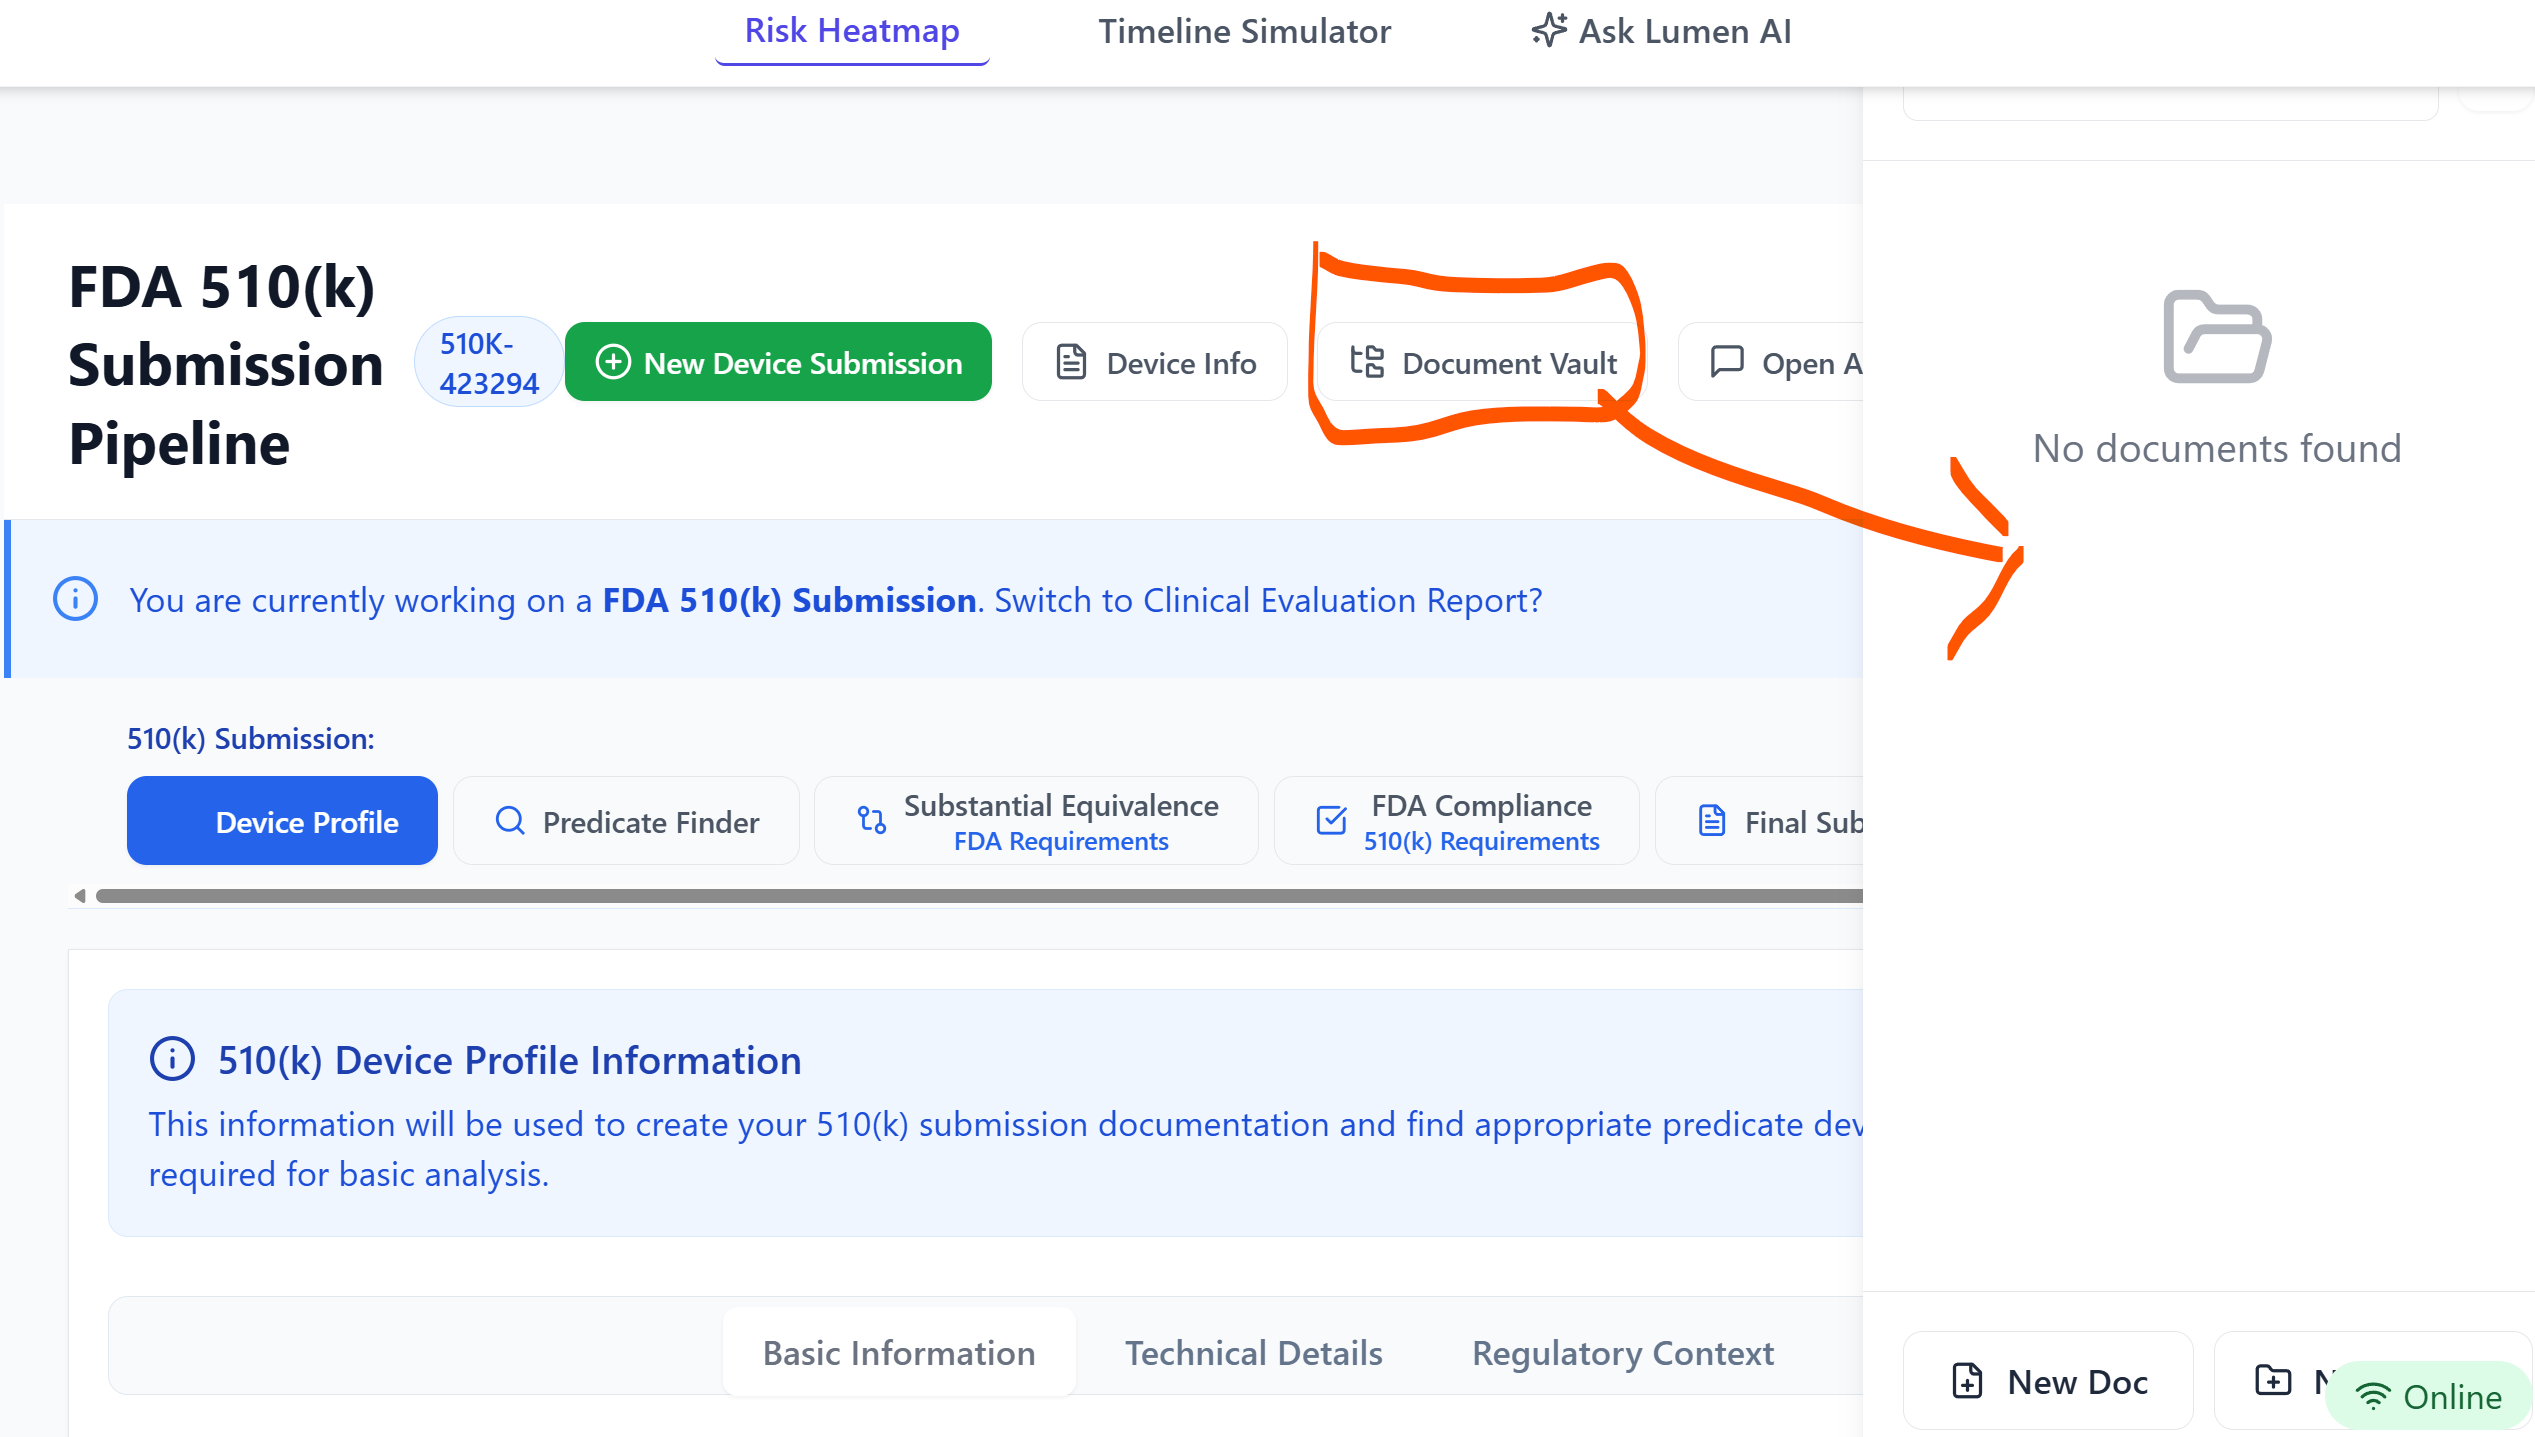 Risk Heatmap
Timeline Simulator
Ask Lumen AI
FDA 510(k)
Submission
Pipeline
510K-
423294
New Device Submission
Device Info
Document Vault
Open A
No documents found
You are currently working on a FDA 510(k) Submission. Switch to Clinical Evaluation Report?
510(k) Submission:
Device Profile
Predicate Finder
Substantial Equivalence
FDA Requirements
FDA Compliance
510(k) Requirements
Final Sub
510(k) Device Profile Information
This information will be used to create your 510(k) submission documentation and find appropriate predicate dev
required for basic analysis.
Basic Information
Technical Details
Regulatory Context
New Doc
N
Online